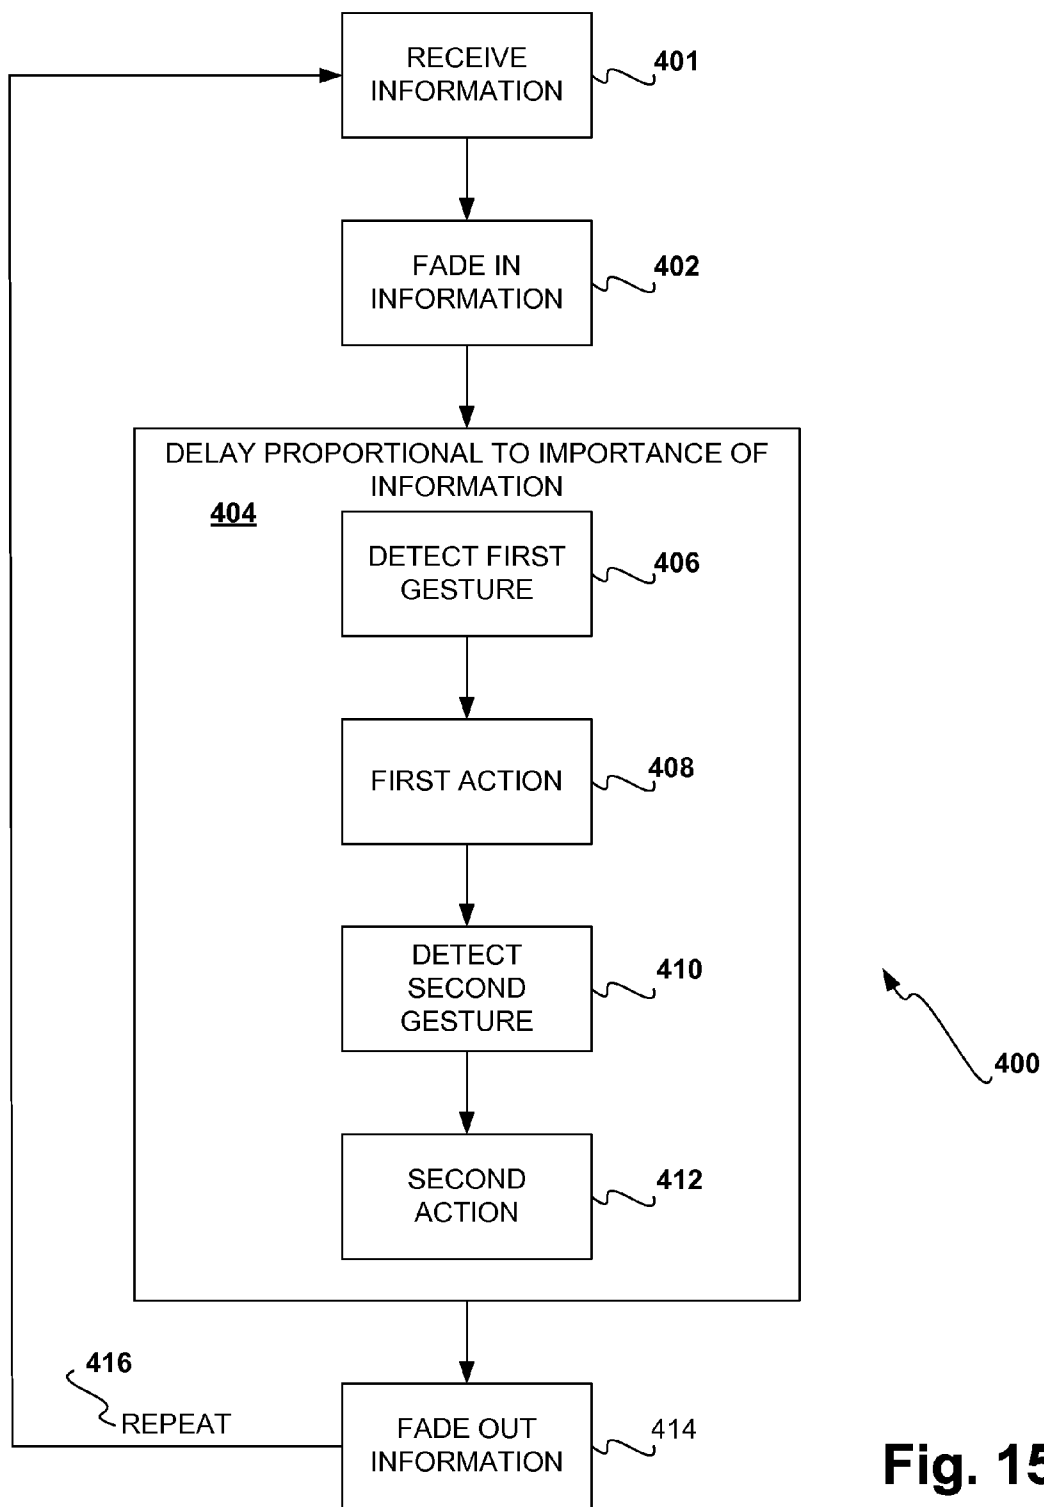 RECEIVE
INFORMATION
401
FADE IN
INFORMATION
402
DELAY PROPORTIONAL TO IMPORTANCE OF
INFORMATION
404
DETECT FIRST
GESTURE
406
FIRST ACTION
408
DETECT
SECOND
GESTURE
410
400
SECOND
ACTION
412
416
REPEAT
FADE OUT
INFORMATION
414
Fig. 15